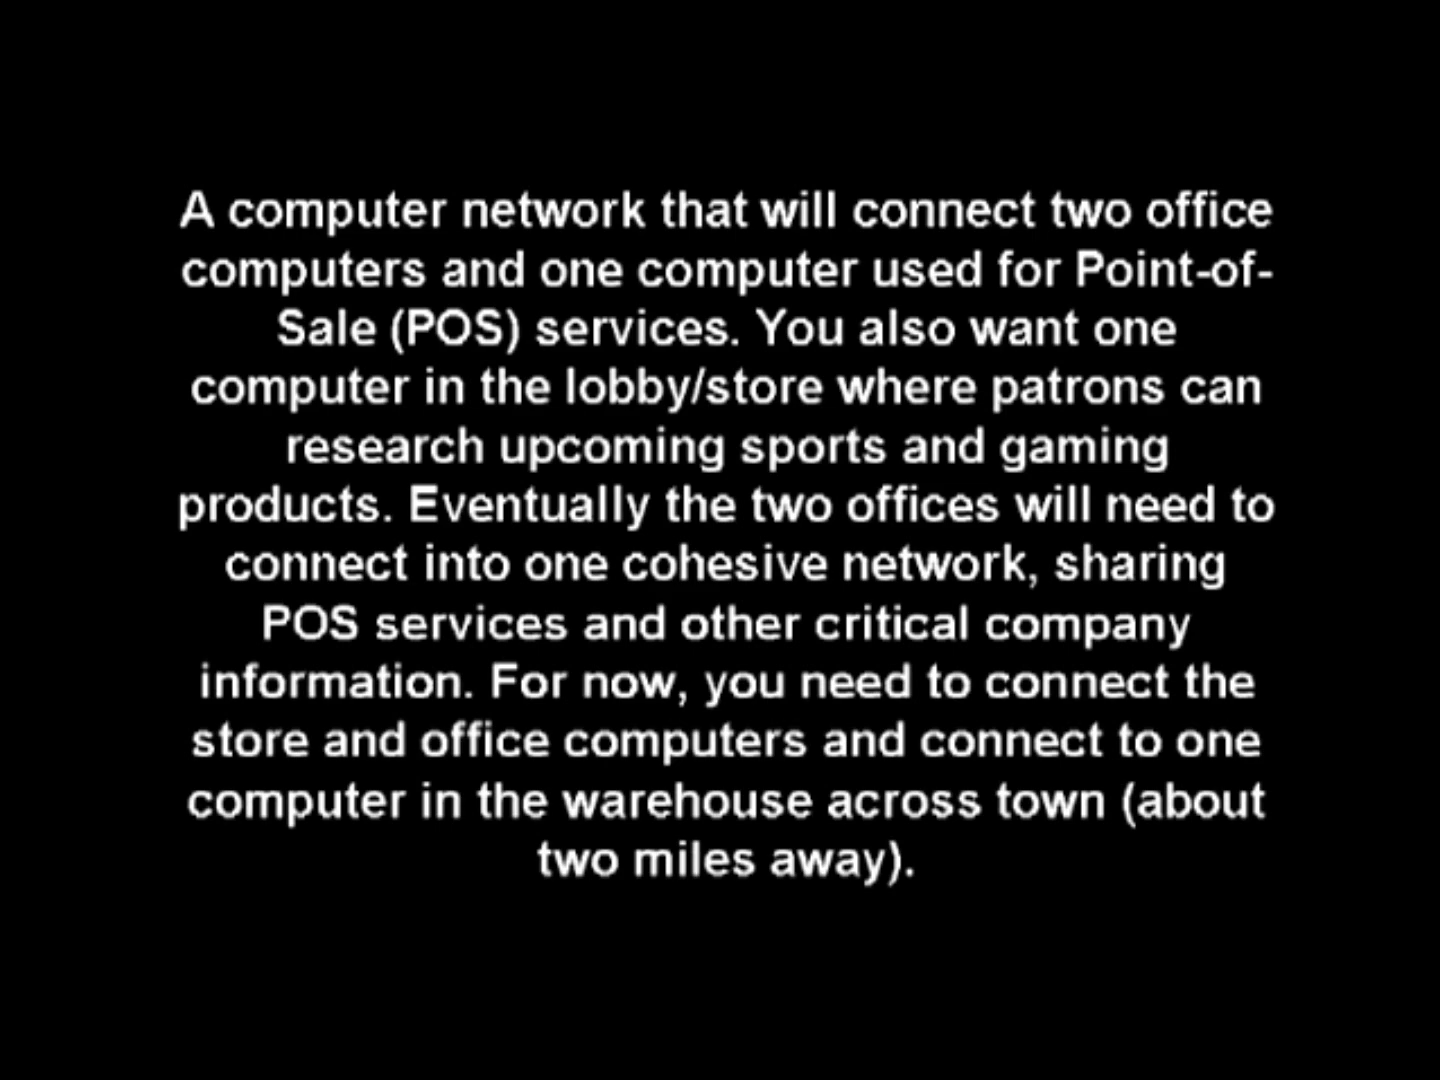 A computer network that will connect two office
computers and one computer used for Point-of-
Sale (POS) services. You also want one
computer in the lobby/store where patrons can
research upcoming sports and gaming
products. Eventually the two offices will need to
connect into one cohesive network, sharing
POS services and other critical company
information. For now, you need to connect the
store and office computers and connect to one
computer in the warehouse across town (about
two miles away).